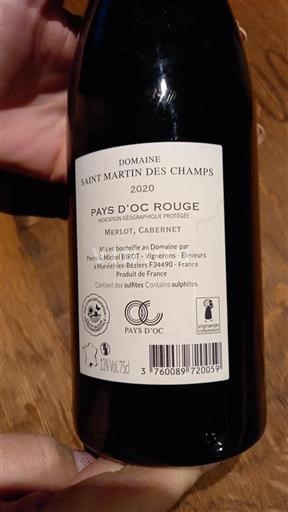 DOMAINE
SAINT MARTIN DES CHAMPS
2020
PAYS D'OC ROUGE
INDICATION GÉOGRAPHIQUE PROTÉGÉE
MERLOT, CABERNET
Mis en bouteille au Domaine par
Pierre & Michel BIROT - Vignerons - Eleveurs
à Murviel-les-Béziers F34490 - France
Produit de France
Contient des sulfites Contains sulphites
PAYS D'OC
vigneron
13% Vol. 75cl
3 760089 720059